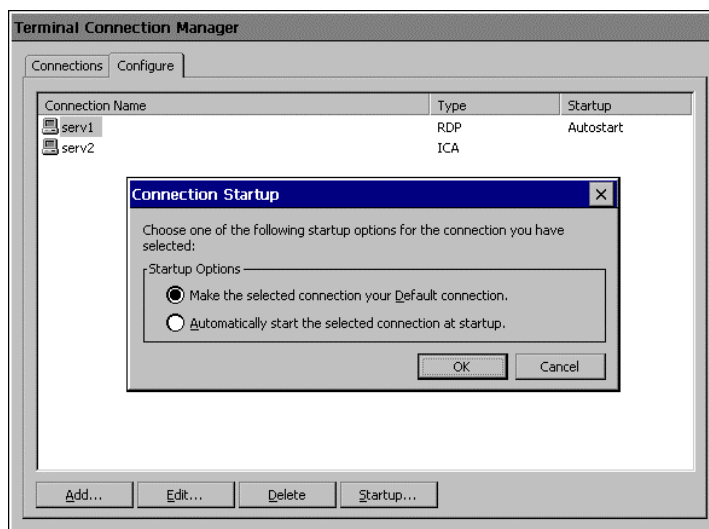 Terminal Connection Manager
Connections Configure
Connection Name Type Startup
serv1 RDP Autostart
serv2 ICA
Connection Startup
Choose one of the following startup options for the connection you have
selected:
Startup Options
Make the selected connection your Default connection.
Automatically start the selected connection at startup.
OK Cancel
Add... Edit... Delete Startup...